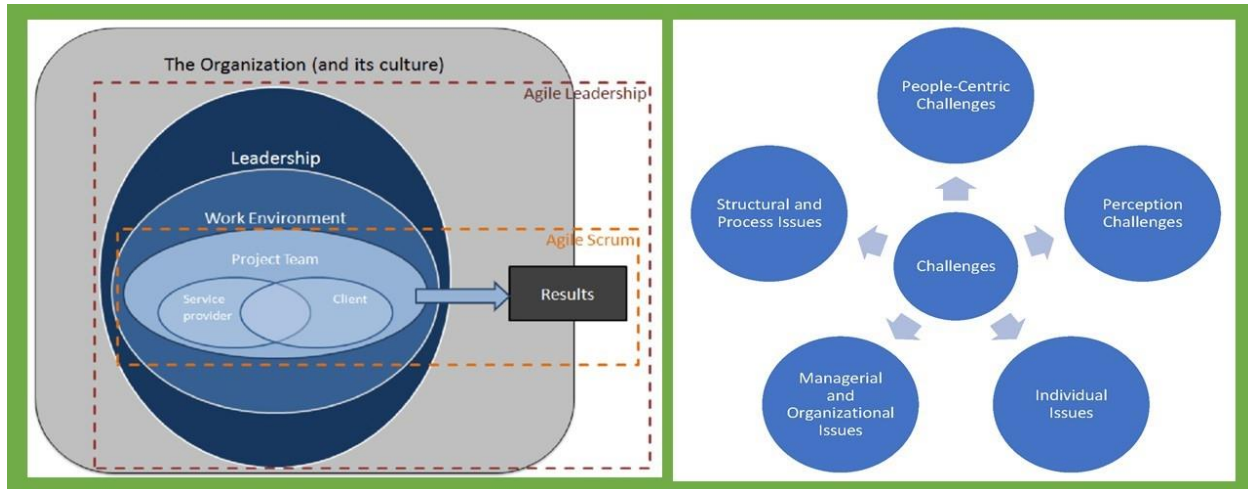 The Organization (and its culture)
Agile Leadership
Leadership
Work Environment
Agile Scrum
Project Team
Service
provider
Client
Results
People-Centric
Challenges
Structural and
Process Issues
Perception
Challenges
Challenges
Managerial
and
Organizational
Issues
Individual
Issues